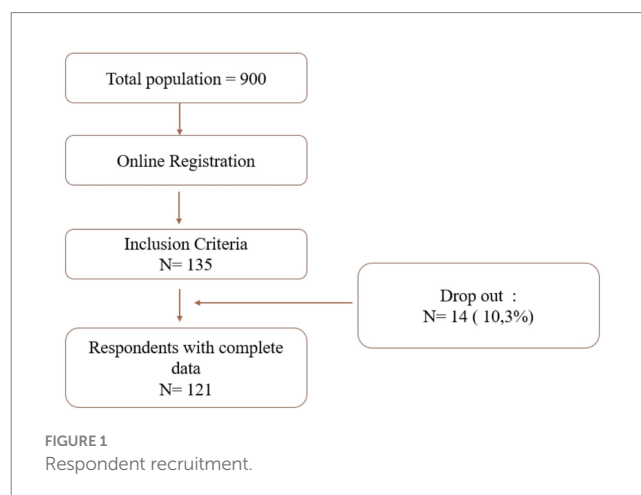 Total population = 900
Online Registration
Inclusion Criteria
N= 135
Drop out :
N= 14 ( 10,3%)
Respondents with complete
data
N= 121
FIGURE 1
Respondent recruitment.